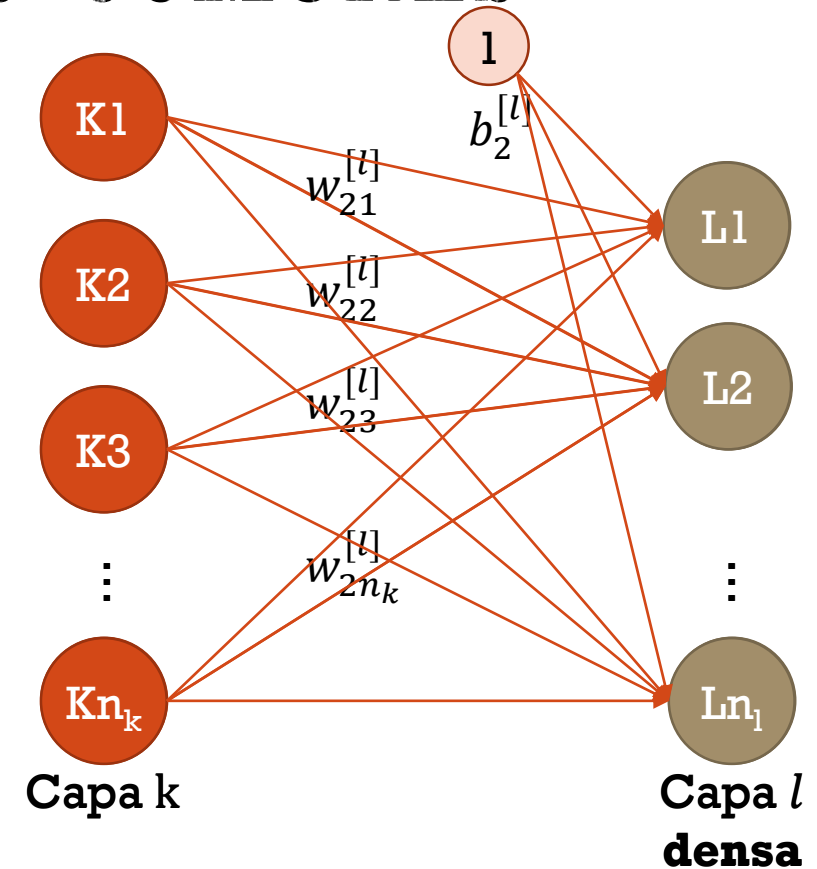 1
K1
b_2^{[l]}
w_{21}^{[l]}
L1
K2
w_{22}^{[l]}
L2
w_{23}^{[l]}
K3
w_{2n_k}^{[l]}
⋮
⋮
Kn_k
Ln_l
Capa k
Capa l
densa